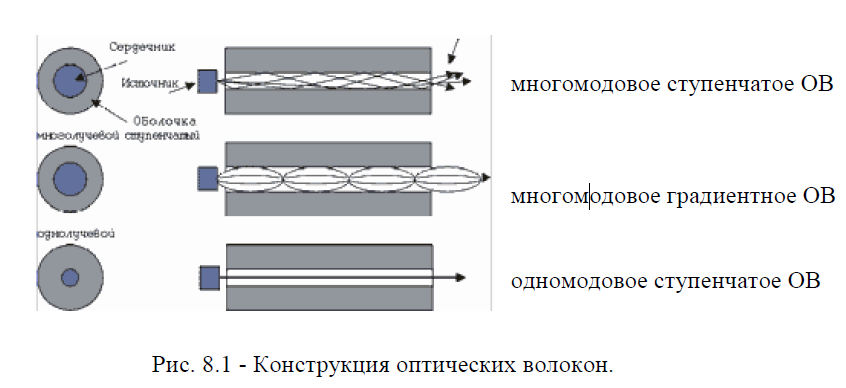 Сердечник
Источник
Оболочка
многомодовое ступенчатое ОВ
многолучевой ступенчатый
многомодовое градиентное ОВ
однолучевой
одномодовое ступенчатое ОВ
Рис. 8.1 - Конструкция оптических волокон.